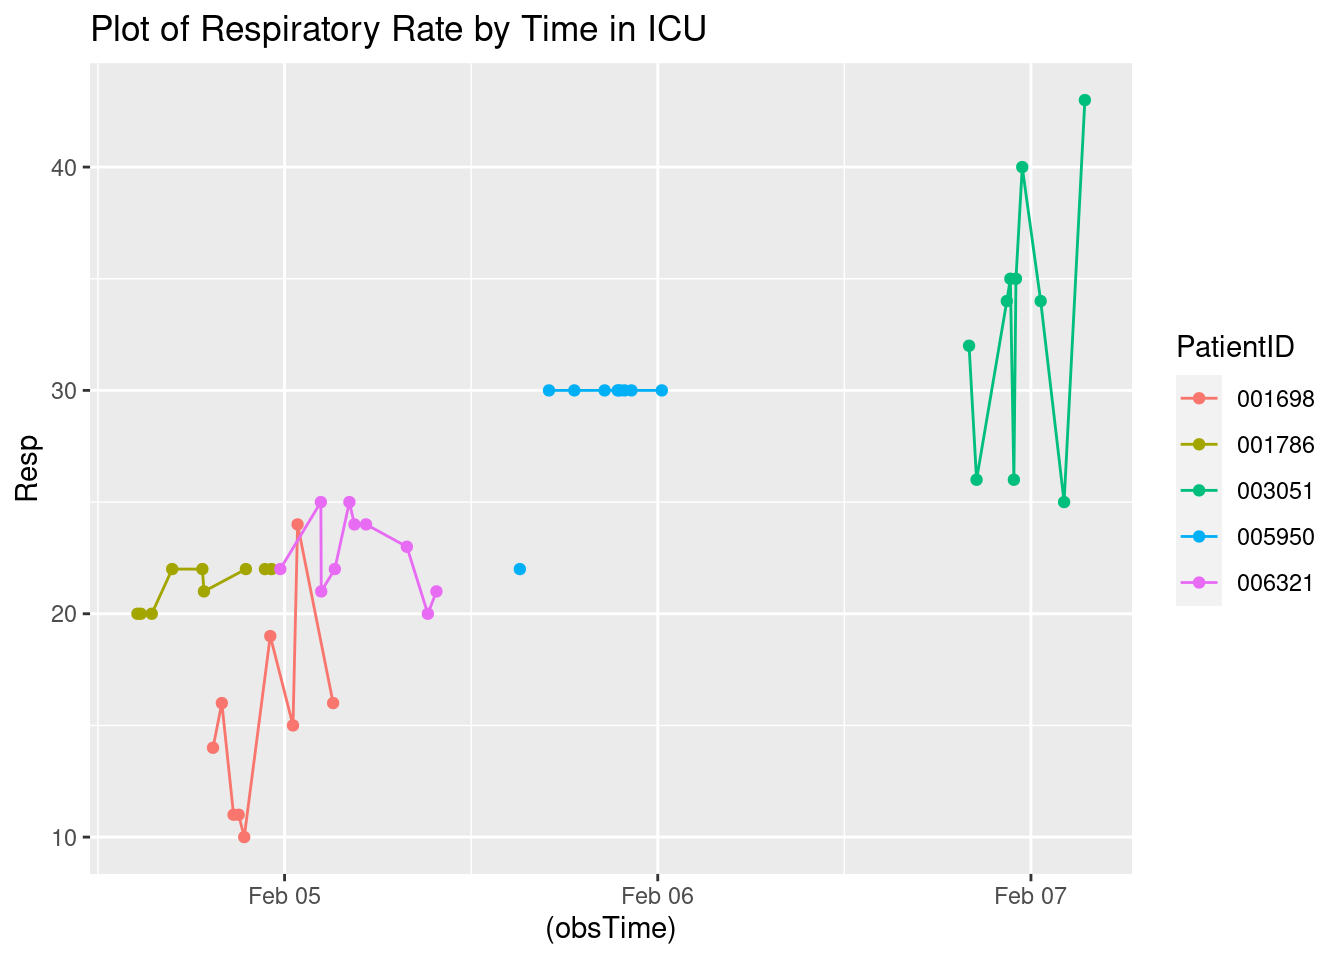 Plot of Respiratory Rate by Time in ICU
Resp
40
30
20
10
Feb 05
Feb 06
Feb 07
(obsTime)
PatientID
001698
001786
003051
005950
006321